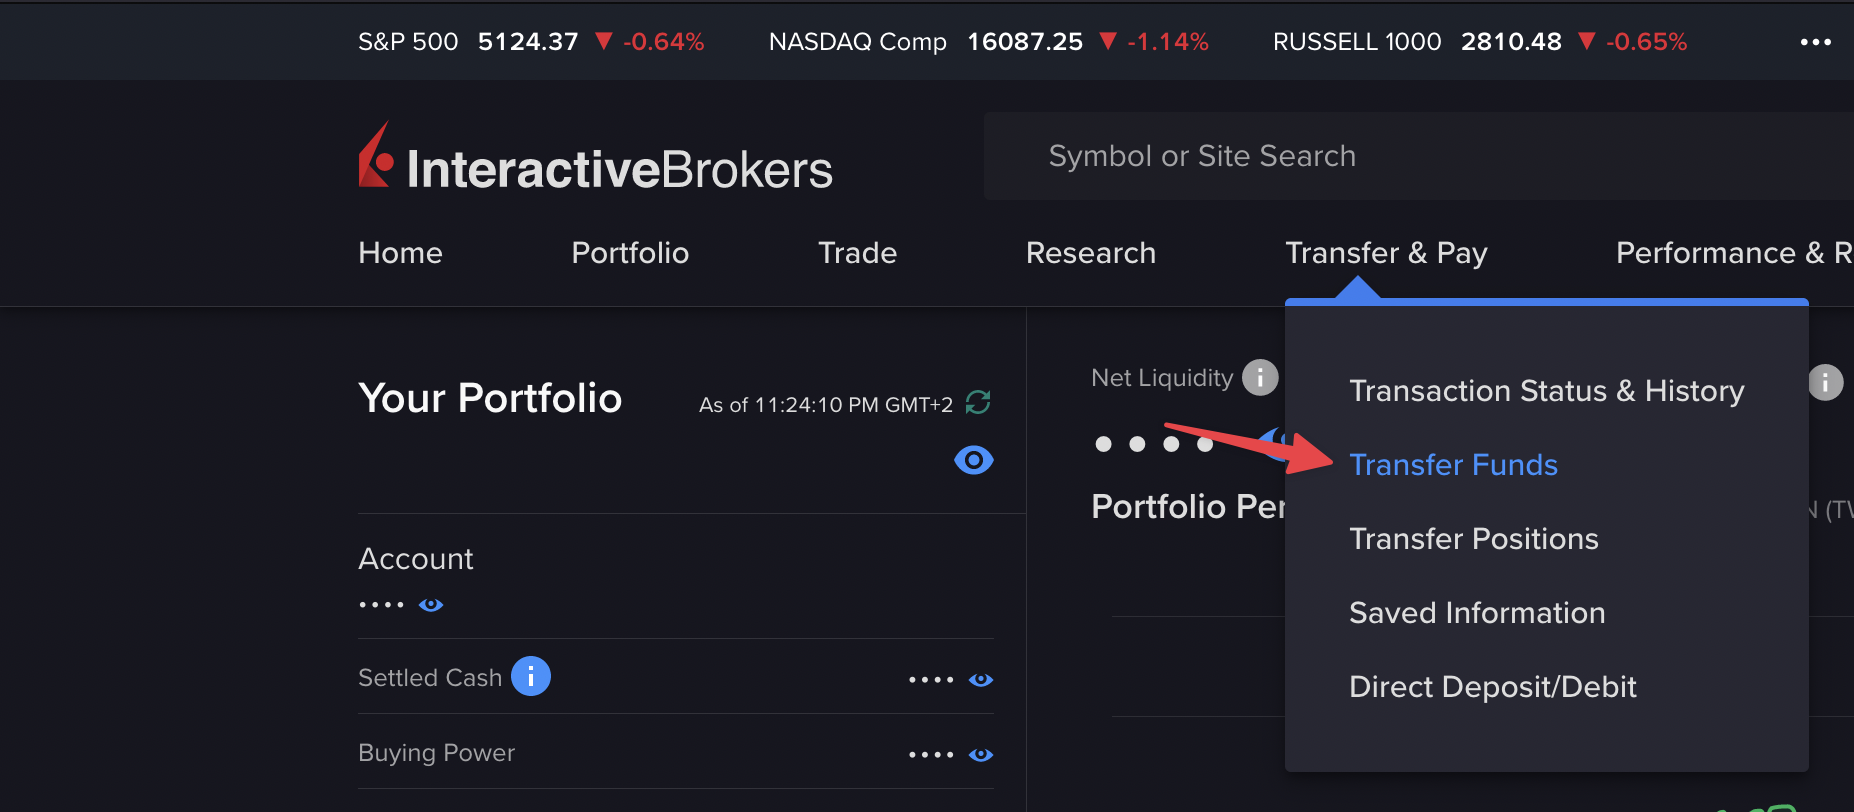 S&P 500 5124.37 ▼ -0.64% NASDAQ Comp 16087.25 ▼ -1.14% RUSSELL 1000 2810.48 ▼ -0.65% •••
InteractiveBrokers
Symbol or Site Search
Home Portfolio Trade Research Transfer & Pay Performance & R
Your Portfolio As of 11:24:10 PM GMT+2
Account
••••
Settled Cash i ••••
Buying Power ••••
Net Liquidity i
••••
Portfolio Per
Transaction Status & History
Transfer Funds
Transfer Positions
Saved Information
Direct Deposit/Debit